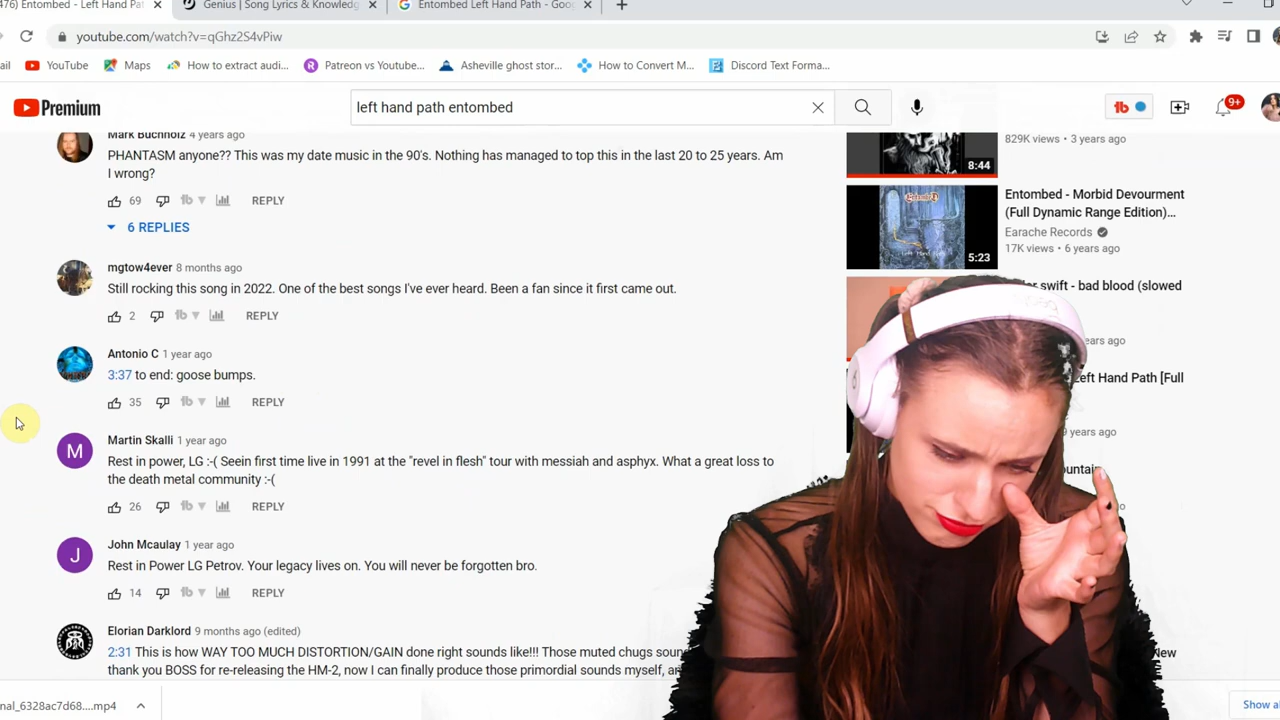 476) Entombed - Left Hand Pat
Genius | Song Lyrics & Knowledg
Entombed Left Hand Path - Goo
youtube.com/watch?v=qGhz2S4vPiw
ail YouTube Maps How to extract audi... Patreon vs Youtube... Asheville ghost stor... How to Convert M... Discord Text Forma...
Premium
left hand path entombed
9+
Mark Buchholz 4 years ago
PHANTASM anyone?? This was my date music in the 90's. Nothing has managed to top this in the last 20 to 25 years. Am
I wrong?
69 REPLY
6 REPLIES
mgtow4ever 8 months ago
Still rocking this song in 2022. One of the best songs I've ever heard. Been a fan since it first came out.
2 REPLY
Antonio C 1 year ago
3:37 to end: goose bumps.
35 REPLY
M
Martin Skalli 1 year ago
Rest in power, LG :-( Seein first time live in 1991 at the "revel in flesh" tour with messiah and asphyx. What a great loss to
the death metal community :-(
26 REPLY
J
John Mcaulay 1 year ago
Rest in Power LG Petrov. Your legacy lives on. You will never be forgotten bro.
14 REPLY
Elorian Darklord 9 months ago (edited)
2:31 This is how WAY TOO MUCH DISTORTION/GAIN done right sounds like!!! Those muted chugs soun
thank you BOSS for re-releasing the HM-2, now I can finally produce those primordial sounds myself, an
829K views • 3 years ago
8:44
Entombed - Morbid Devourment
(Full Dynamic Range Edition)...
Earache Records
17K views • 6 years ago
5:23
swift - bad blood (slowed
ears ago
Left Hand Path [Full
9 years ago
ountain
New
nal_6328ac7d68....mp4
Show al